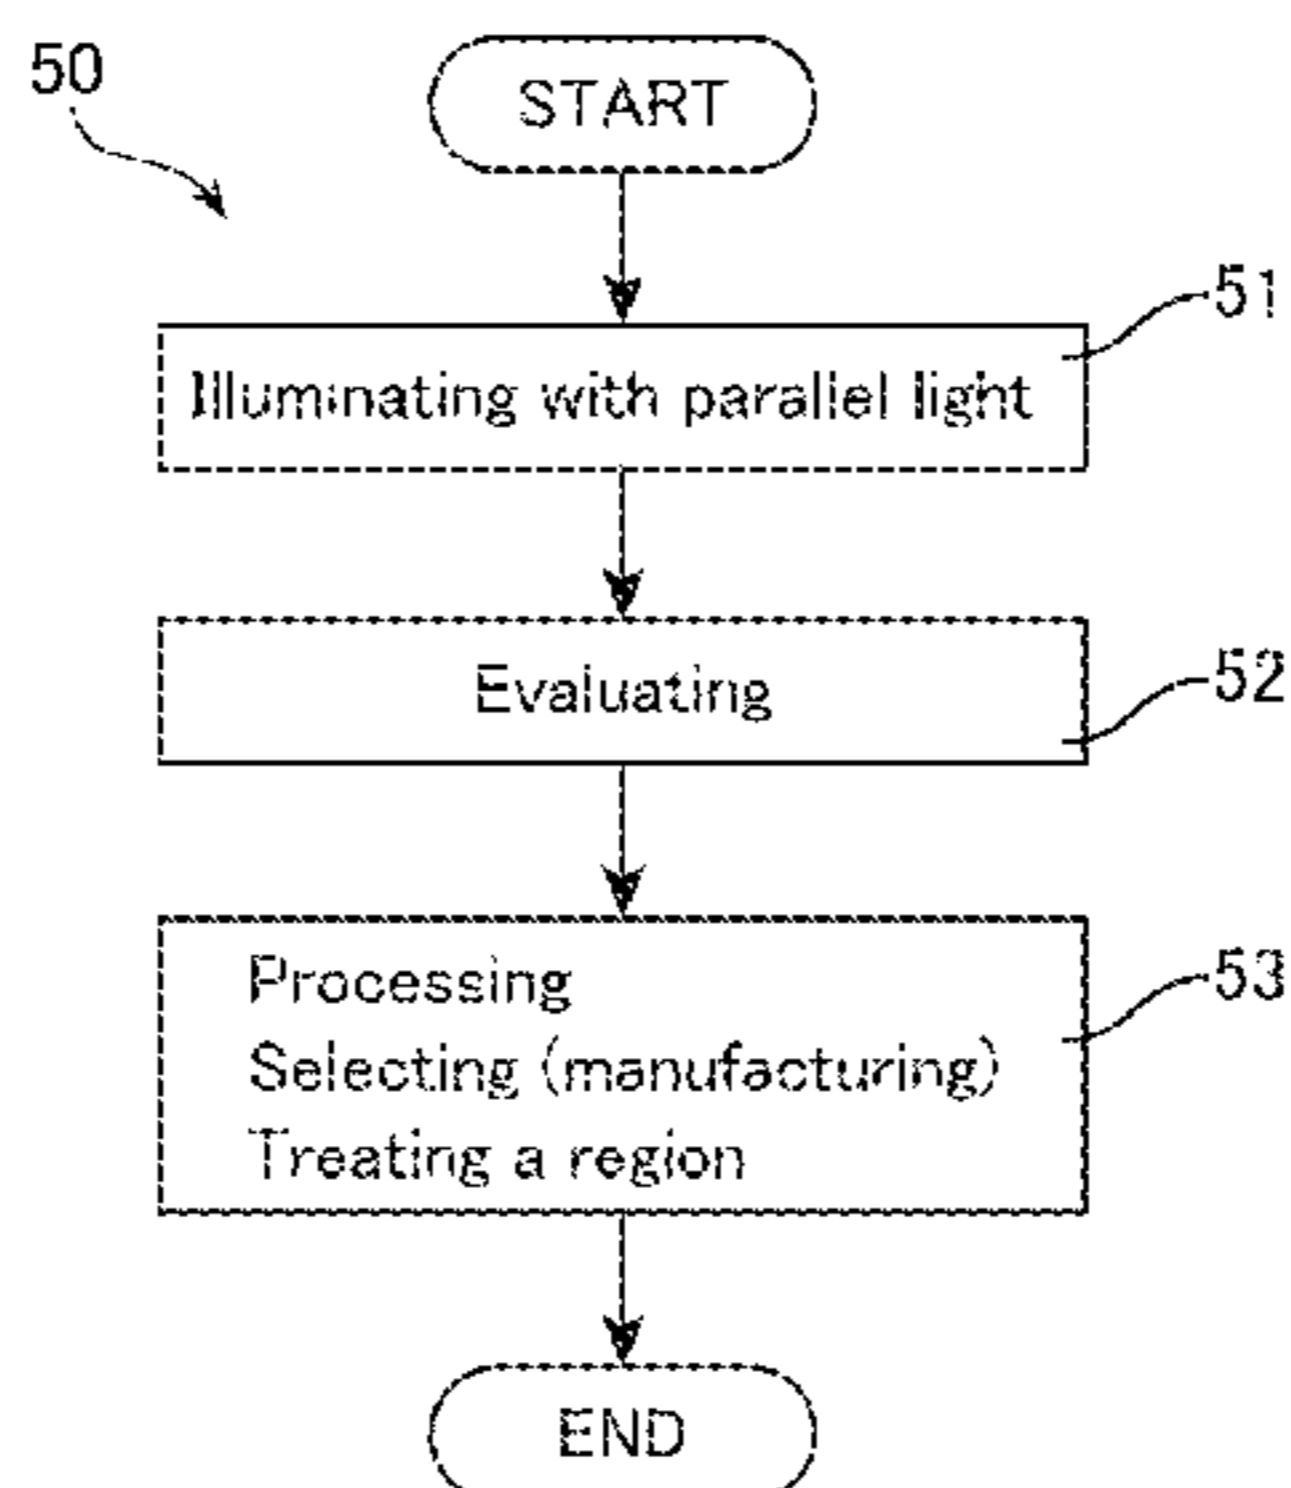 50
START
51
Illuminating with parallel light
Evaluating
52
Processing
53
Selecting (manufacturing)
Treating a region
END